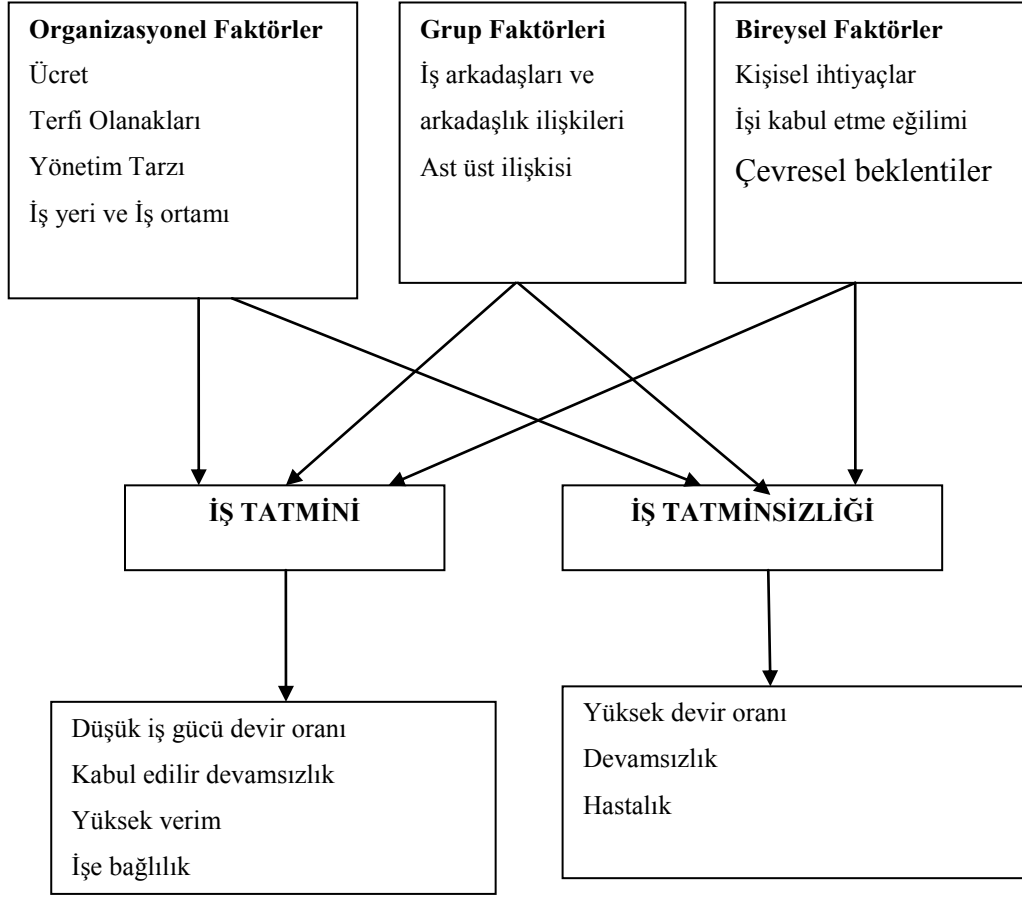 Organizasyonel Faktörler
Ücret
Terfi Olanakları
Yönetim Tarzı
İş yeri ve İş ortamı
Grup Faktörleri
İş arkadaşları ve
arkadaşlık ilişkileri
Ast üst ilişkisi
Bireysel Faktörler
Kişisel ihtiyaçlar
İşi kabul etme eğilimi
Çevresel beklentiler
İŞ TATMİNİ
İŞ TATMİNSİZLİĞİ
Düşük iş gücü devir oranı
Kabul edilir devamsızlık
Yüksek verim
İşe bağlılık
Yüksek devir oranı
Devamsızlık
Hastalık